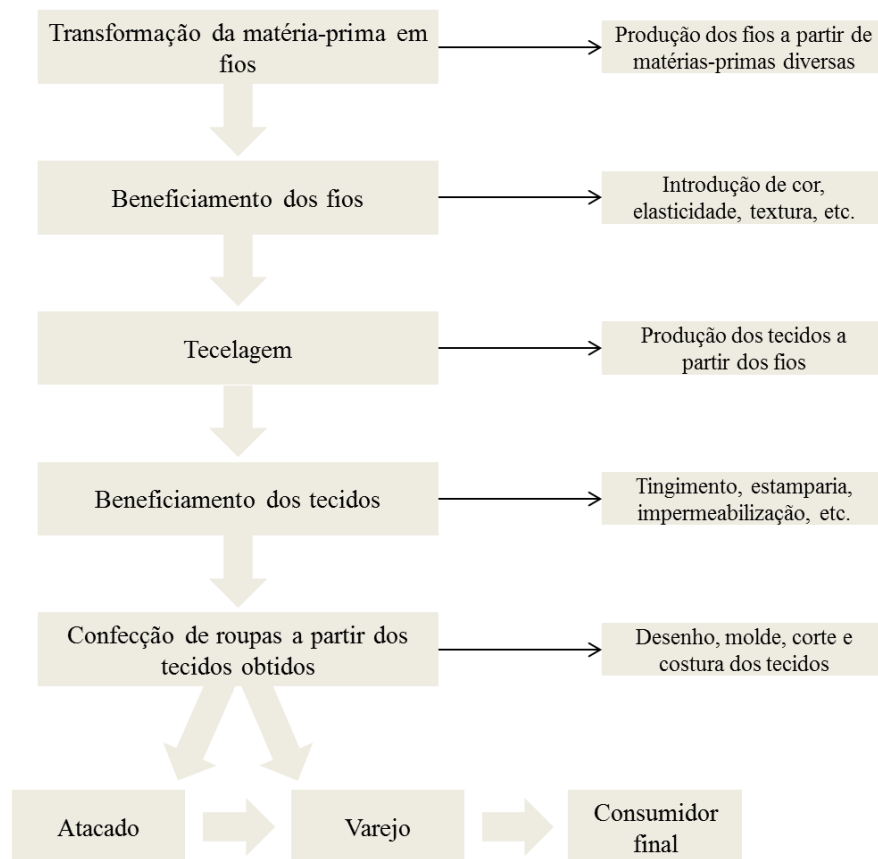 Transformação da matéria-prima em
fios
Produção dos fios a partir de
matérias-primas diversas
Beneficiamento dos fios
Introdução de cor,
elasticidade, textura, etc.
Tecelagem
Produção dos tecidos a
partir dos fios
Beneficiamento dos tecidos
Tingimento, estamparia,
impermeabilização, etc.
Confecção de roupas a partir dos
tecidos obtidos
Desenho, molde, corte e
costura dos tecidos
Atacado
Varejo
Consumidor
final